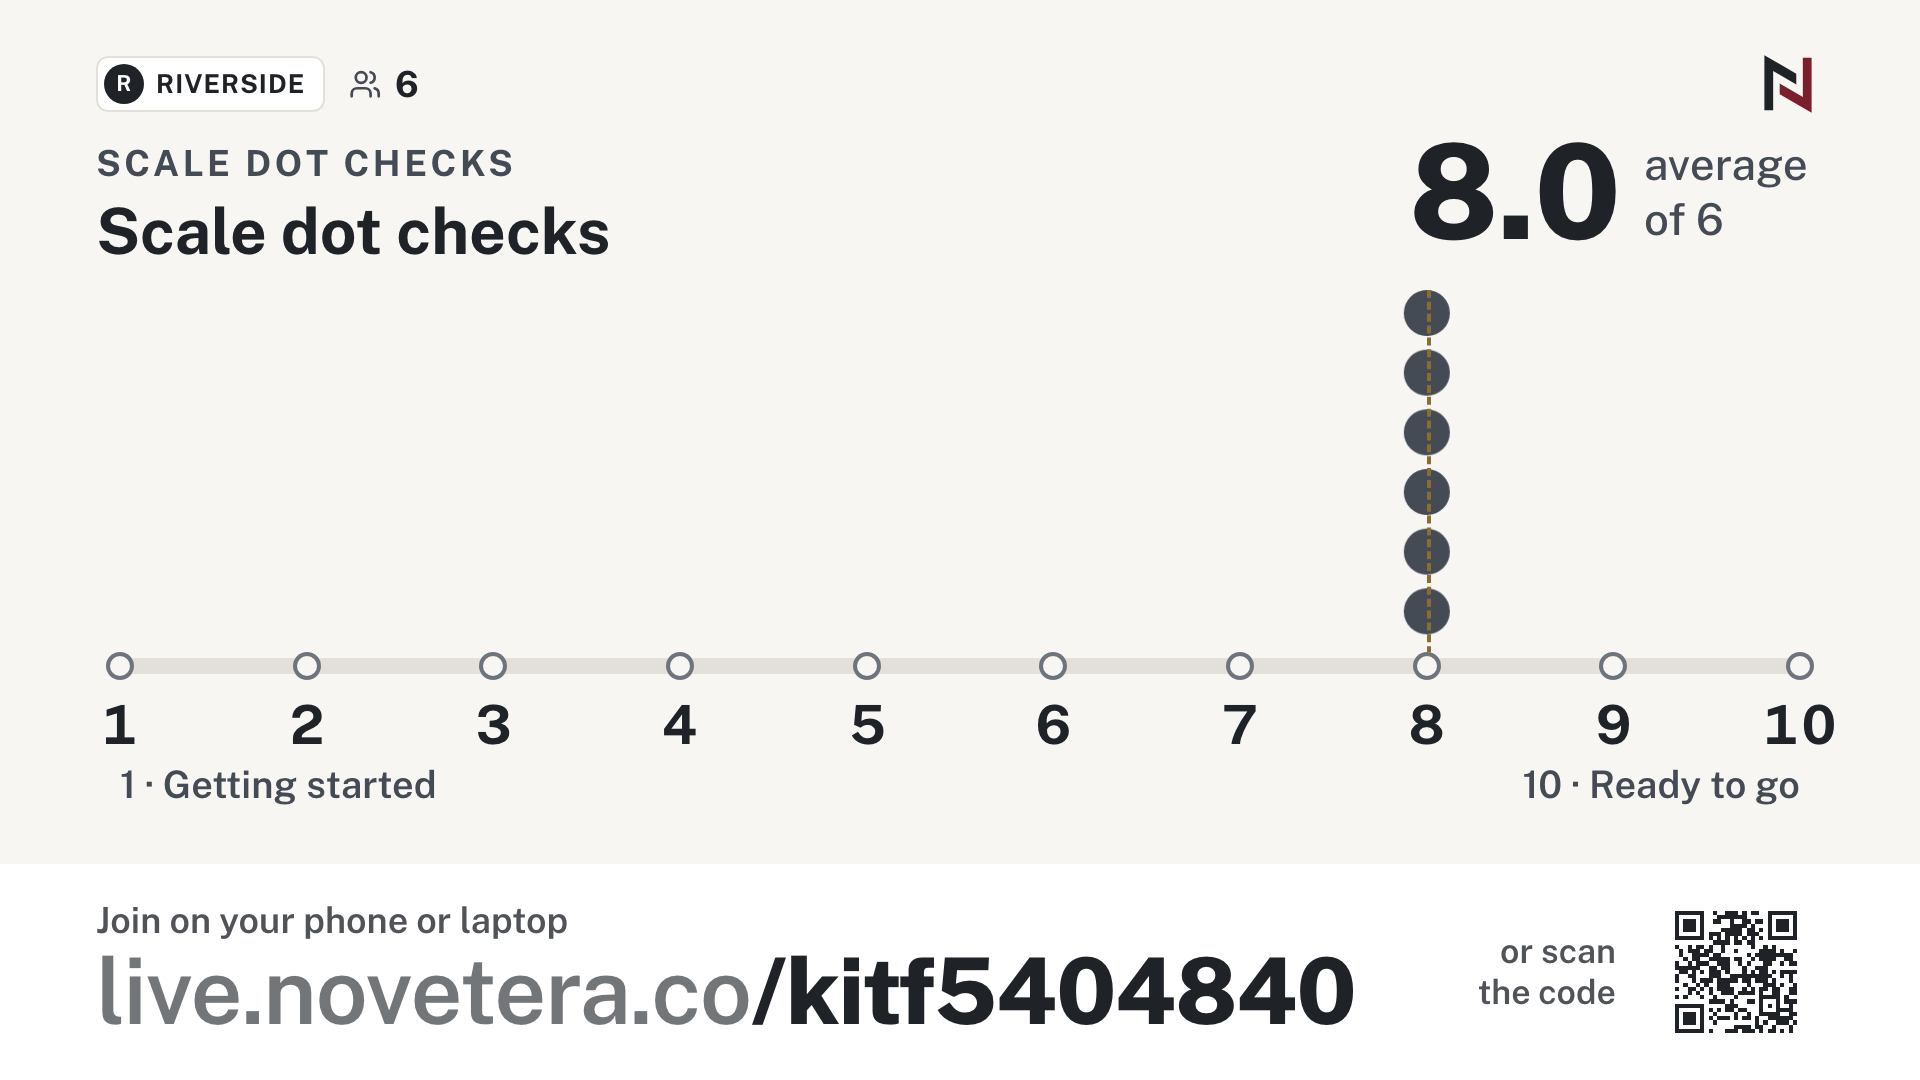 R RIVERSIDE 6
SCALE DOT CHECKS
Scale dot checks
8.0 average
of 6
1 2 3 4 5 6 7 8 9 10
1 · Getting started 10 · Ready to go
Join on your phone or laptop
live.novetera.co/kitf5404840
or scan
the code